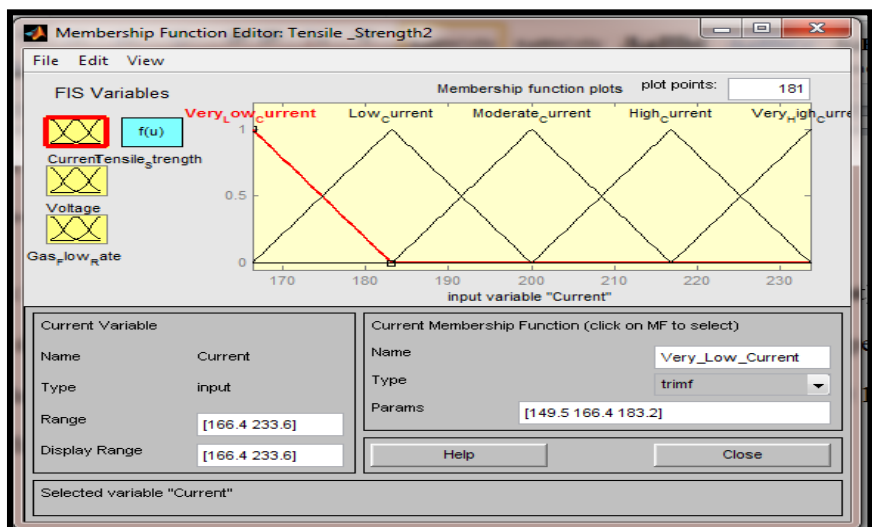 Membership Function Editor: Tensile _Strength2
File Edit View
FIS Variables
Membership function plots
plot points:
181
f(u)
CurrenTensile_strength
Voltage
Gas_Flow_Rate
Very_Low_Current
Low_Current
Moderate_Current
High_Current
Very_High_Curre
1
0.5
0
170 180 190 200 210 220 230
input variable "Current"
Current Variable
Name Current
Type input
Range [166.4 233.6]
Display Range [166.4 233.6]
Current Membership Function (click on MF to select)
Name Very_Low_Current
Type trimf
Params [149.5 166.4 183.2]
Help Close
Selected variable "Current"